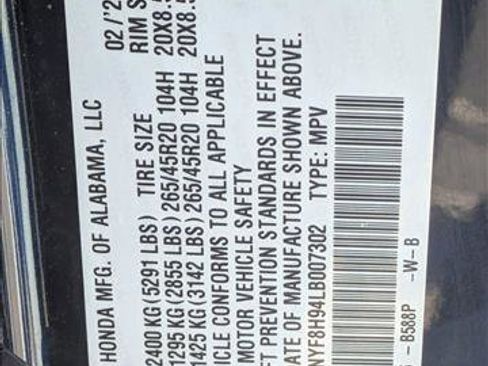 HONDA MFG. OF ALABAMA, LLC 02 /'2
2400 KG (5291 LBS) TIRE SIZE RIM S
1295 KG (2855 LBS) 265/45R20 104H 20X8.5
1425 KG (3142 LBS) 265/45R20 104H 20X8.5
ICLE CONFORMS TO ALL APPLICABLE
MOTOR VEHICLE SAFETY
FT PREVENTION STANDARDS IN EFFECT
ATE OF MANUFACTURE SHOWN ABOVE.
NYF8H94LB007302 TYPE: MPV
- B588P -W-B